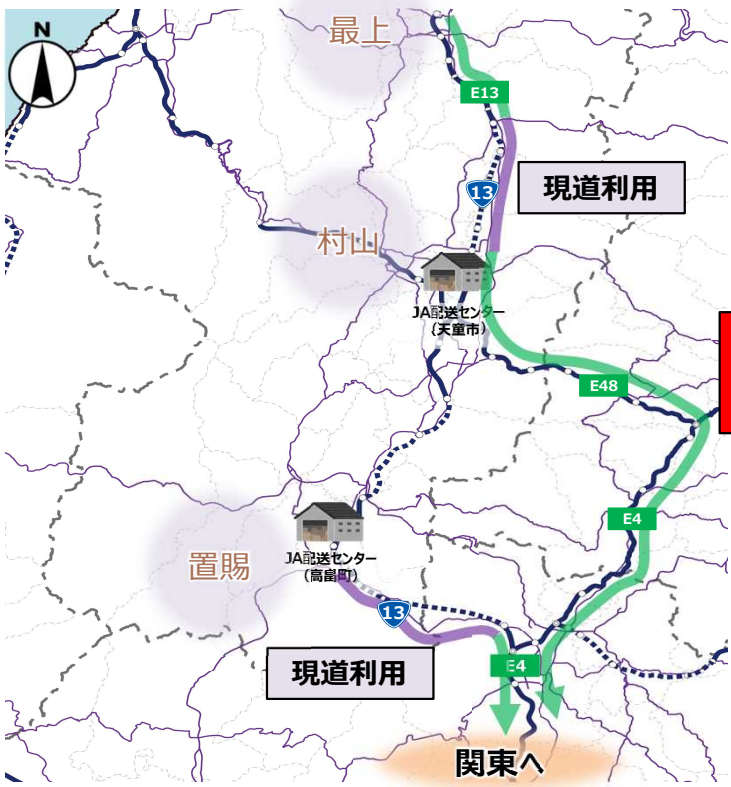 最上
N
E13
現道利用
13
村山
JA配送センター
(天童市)
E48
E4
JA配送センター
(高畠町)
置賜
13
現道利用
E4
関東へ